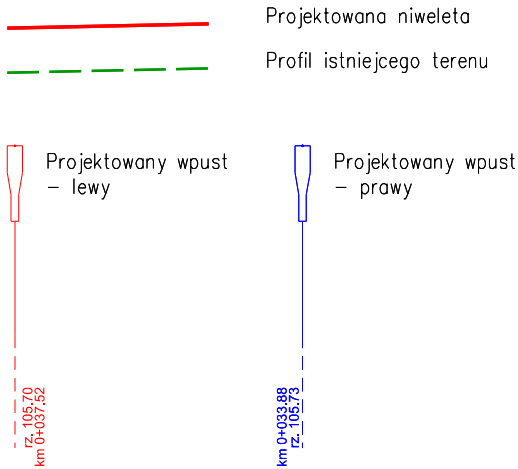 Projektowana niweleta
Profil istniejcego terenu
Projektowany wpust
– lewy
Projektowany wpust
– prawy
rz. 105.70
km 0+037.52
km 0+033.88
rz. 105.73